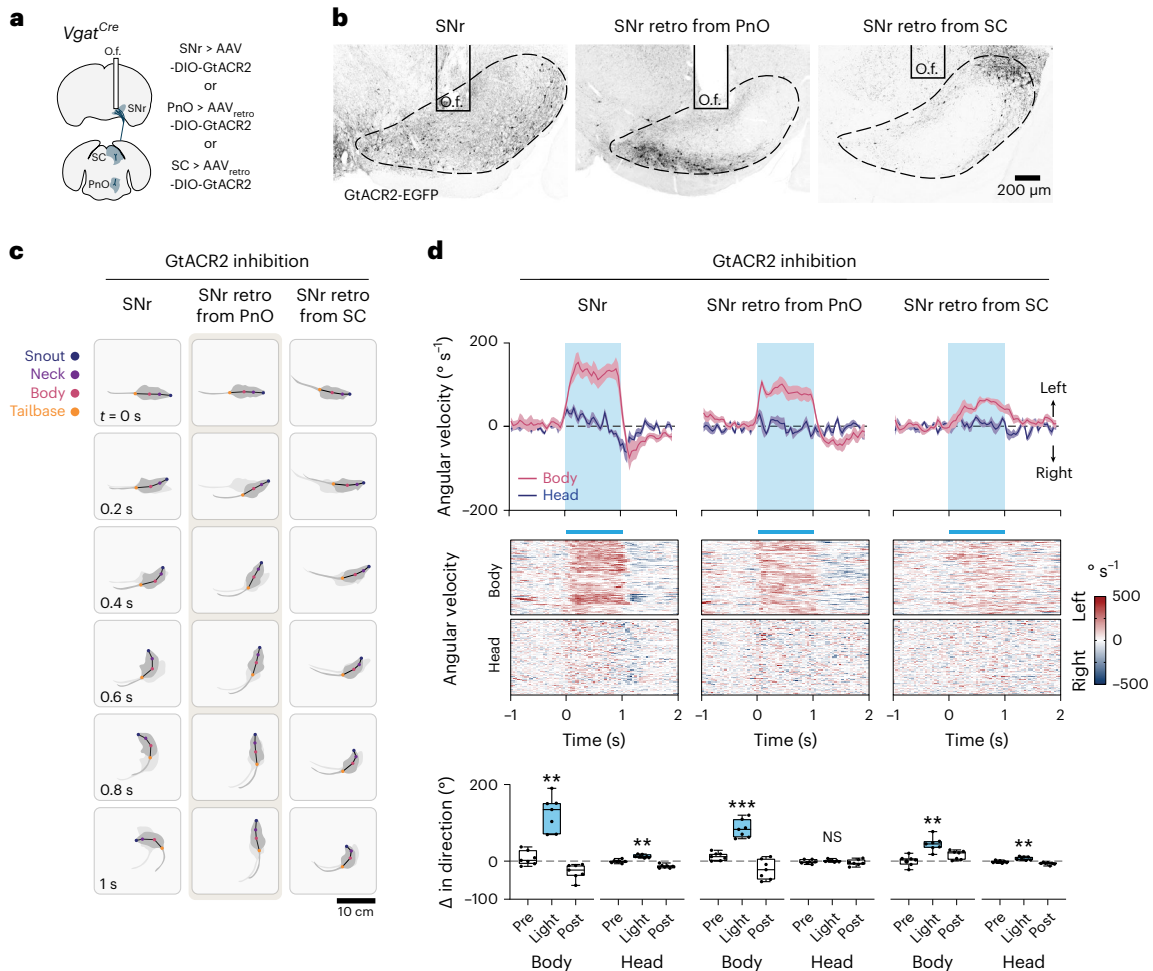 a
Vgat^Cre
O.f.
SNr
SC
PnO
SNr > AAV
-DIO-GtACR2
or
PnO > AAV_retro
-DIO-GtACR2
or
SC > AAV_retro
-DIO-GtACR2
b
SNr
SNr retro from PnO
SNr retro from SC
O.f.
O.f.
O.f.
GtACR2-EGFP
200 µm
c
GtACR2 inhibition
SNr
SNr retro
from PnO
SNr retro
from SC
Snout
Neck
Body
Tailbase
t = 0 s
0.2 s
0.4 s
0.6 s
0.8 s
1 s
10 cm
d
GtACR2 inhibition
SNr
SNr retro from PnO
SNr retro from SC
Angular velocity (° s⁻¹)
200
0
−200
Body
Head
Left
Right
−1 0 1 2
Angular velocity
Body
Head
° s⁻¹
Left
Right
500
0
−500
−1 0 1 2
−1 0 1 2
−1 0 1 2
Time (s)
Time (s)
Time (s)
Δ in direction (°)
200
0
−100
** ** *** NS ** **
Pre Light Post Pre Light Post Pre Light Post Pre Light Post Pre Light Post Pre Light Post
Body Head Body Head Body Head